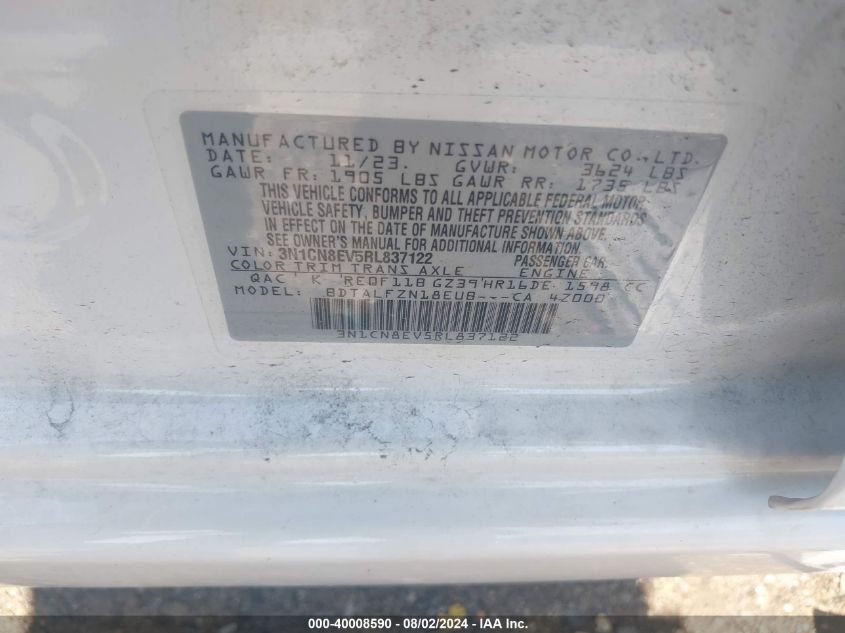 MANUFACTURED BY NISSAN MOTOR CO., LTD.
DATE: 11/23. GVWR: 3624 LBS
GAWR FR: 1905 LBS GAWR RR: 1735 LBS
THIS VEHICLE CONFORMS TO ALL APPLICABLE FEDERAL MOTOR
VEHICLE SAFETY, BUMPER AND THEFT PREVENTION STANDARDS
IN EFFECT ON THE DATE OF MANUFACTURE SHOWN ABOVE.
SEE OWNER'S MANUAL FOR ADDITIONAL INFORMATION.
VIN: 3N1CN8EV5RL837122 PASSENGER CAR
COLOR TRIM TRANS AXLE ENGINE
QAC K RE0F11B GZ39 HR16DE 1598 CC
MODEL: BDTALFZN18EUB---CA 4Z000
3N1CN8EV5RL837122
000-40008590 - 08/02/2024 - IAA Inc.